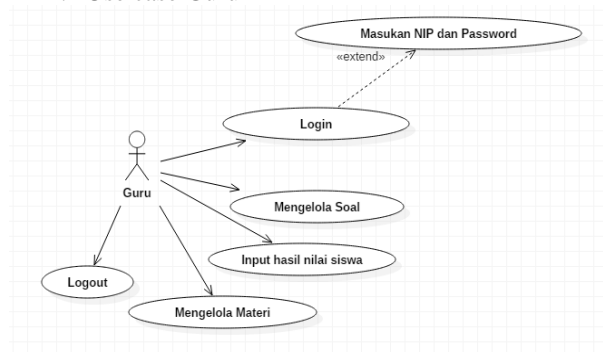 Masukan NIP dan Password
«extend»
Login
Guru
Mengelola Soal
Input hasil nilai siswa
Logout
Mengelola Materi